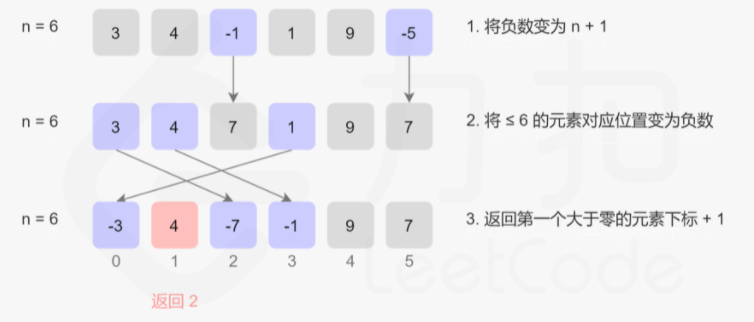 n = 6 3 4 -1 1 9 -5 1. 将负数变为 n + 1
n = 6 3 4 7 1 9 7 2. 将 ≤ 6 的元素对应位置变为负数
n = 6 -3 4 -7 -1 9 7 3. 返回第一个大于零的元素下标 + 1
0 1 2 3 4 5
返回 2
力扣
LeetCode